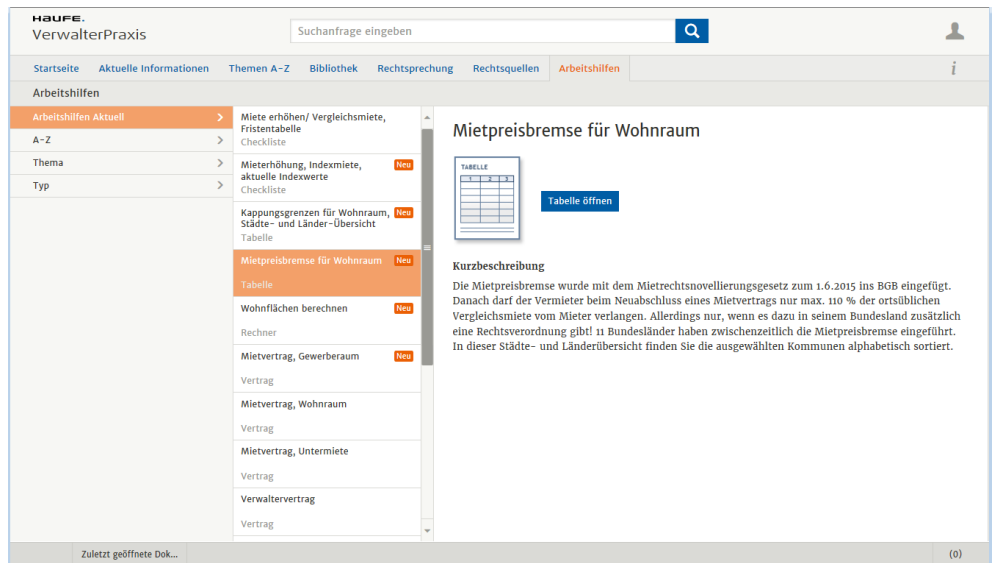 HAUFE.
VerwalterPraxis
Suchanfrage eingeben
Startseite Aktuelle Informationen Themen A-Z Bibliothek Rechtsprechung Rechtsquellen Arbeitshilfen
i
Arbeitshilfen
Arbeitshilfen Aktuell
A-Z
Thema
Typ
Miete erhöhen/ Vergleichsmiete,
Fristentabelle
Checkliste
Mieterhöhung, Indexmiete, Neu
aktuelle Indexwerte
Checkliste
Kappungsgrenzen für Wohnraum, Neu
Städte- und Länder-Übersicht
Tabelle
Mietpreisbremse für Wohnraum Neu
Tabelle
Wohnflächen berechnen Neu
Rechner
Mietvertrag, Gewerberaum Neu
Vertrag
Mietvertrag, Wohnraum
Vertrag
Mietvertrag, Untermiete
Vertrag
Verwaltervertrag
Vertrag
Mietpreisbremse für Wohnraum
TABELLE
1 2 3
Tabelle öffnen
Kurzbeschreibung
Die Mietpreisbremse wurde mit dem Mietrechtsnovellierungsgesetz zum 1.6.2015 ins BGB eingefügt.
Danach darf der Vermieter beim Neuabschluss eines Mietvertrags nur max. 110 % der ortsüblichen
Vergleichsmiete vom Mieter verlangen. Allerdings nur, wenn es dazu in seinem Bundesland zusätzlich
eine Rechtsverordnung gibt! 11 Bundesländer haben zwischenzeitlich die Mietpreisbremse eingeführt.
In dieser Städte- und Länderübersicht finden Sie die ausgewählten Kommunen alphabetisch sortiert.
Zuletzt geöffnete Dok...
(0)